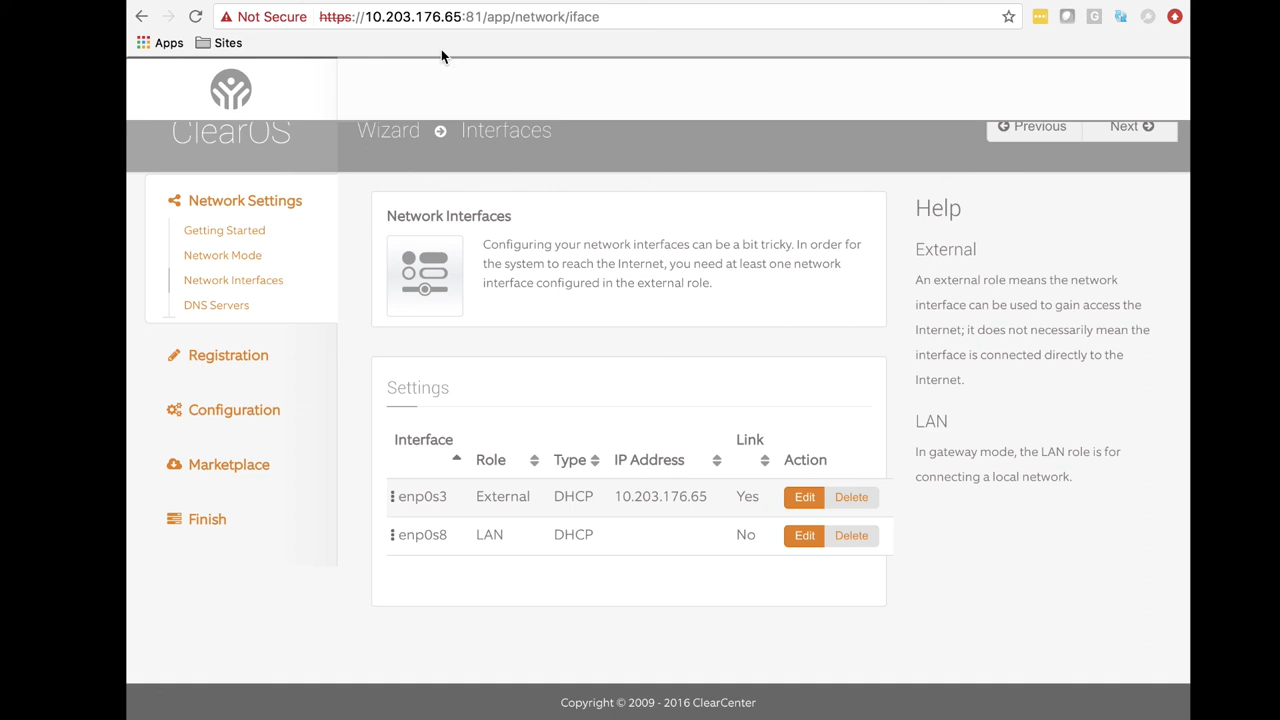 Not Secure https://10.203.176.65:81/app/network/iface
Apps Sites
ClearOS
Wizard Interfaces
Previous Next
Network Settings
Getting Started
Network Mode
Network Interfaces
DNS Servers
Registration
Configuration
Marketplace
Finish
Network Interfaces
Configuring your network interfaces can be a bit tricky. In order for
the system to reach the Internet, you need at least one network
interface configured in the external role.
Settings
Interface Role Type IP Address Link Action
enp0s3 External DHCP 10.203.176.65 Yes Edit Delete
enp0s8 LAN DHCP No Edit Delete
Help
External
An external role means the network
interface can be used to gain access the
Internet; it does not necessarily mean the
interface is connected directly to the
Internet.
LAN
In gateway mode, the LAN role is for
connecting a local network.
Copyright © 2009 - 2016 ClearCenter